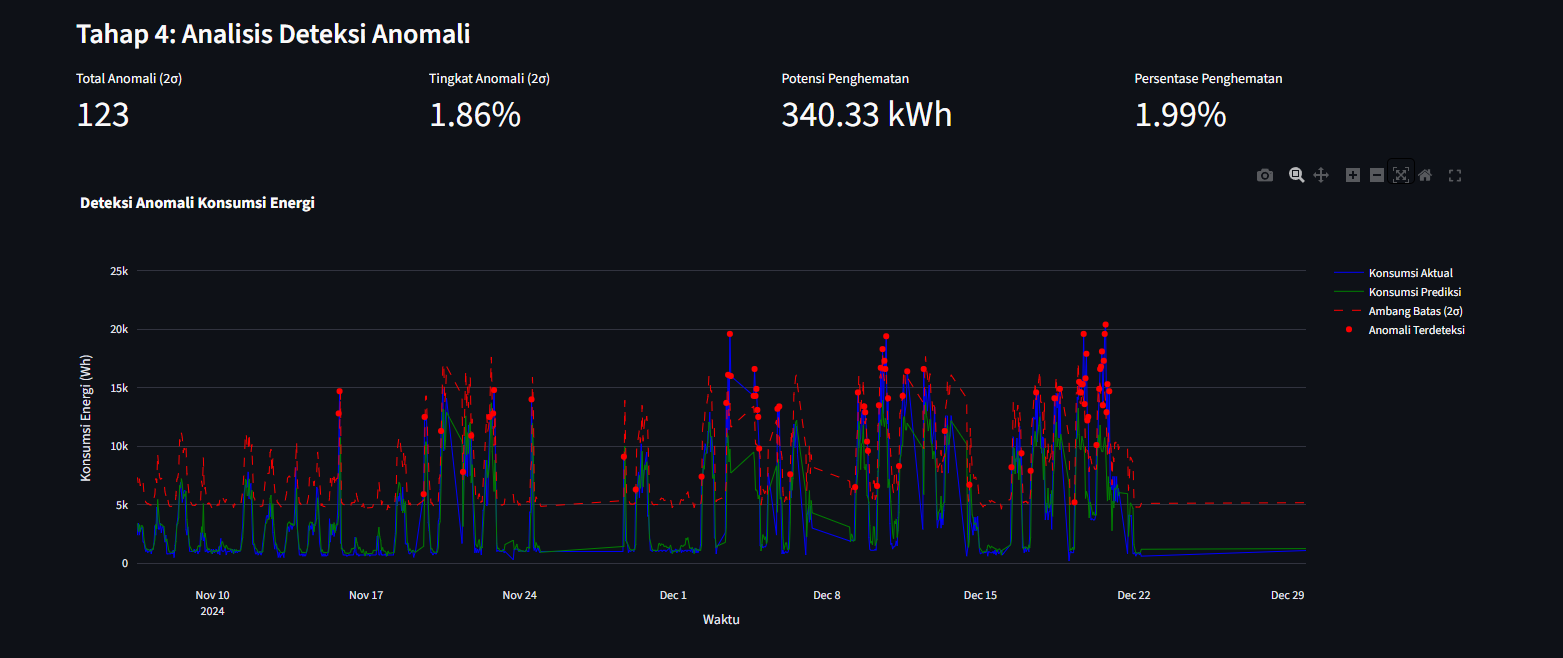 Tahap 4: Analisis Deteksi Anomali
Total Anomali (2σ)
123
Tingkat Anomali (2σ)
1.86%
Potensi Penghematan
340.33 kWh
Persentase Penghematan
1.99%
Deteksi Anomali Konsumsi Energi
Konsumsi Energi (Wh)
25k
20k
15k
10k
5k
0
Nov 10
2024
Nov 17
Nov 24
Dec 1
Dec 8
Dec 15
Dec 22
Dec 29
Waktu
Konsumsi Aktual
Konsumsi Prediksi
Ambang Batas (2σ)
Anomali Terdeteksi